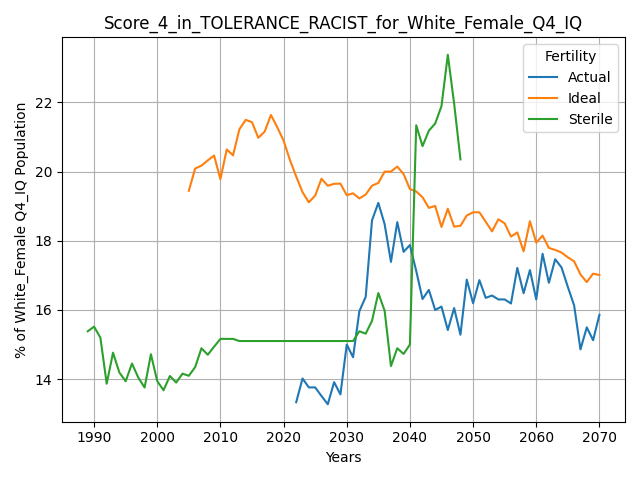 Score_4_in_TOLERANCE_RACIST_for_White_Female_Q4_IQ
Fertility
Actual
Ideal
Sterile
% of White_Female Q4_IQ Population
22
20
18
16
14
1990 2000 2010 2020 2030 2040 2050 2060 2070
Years